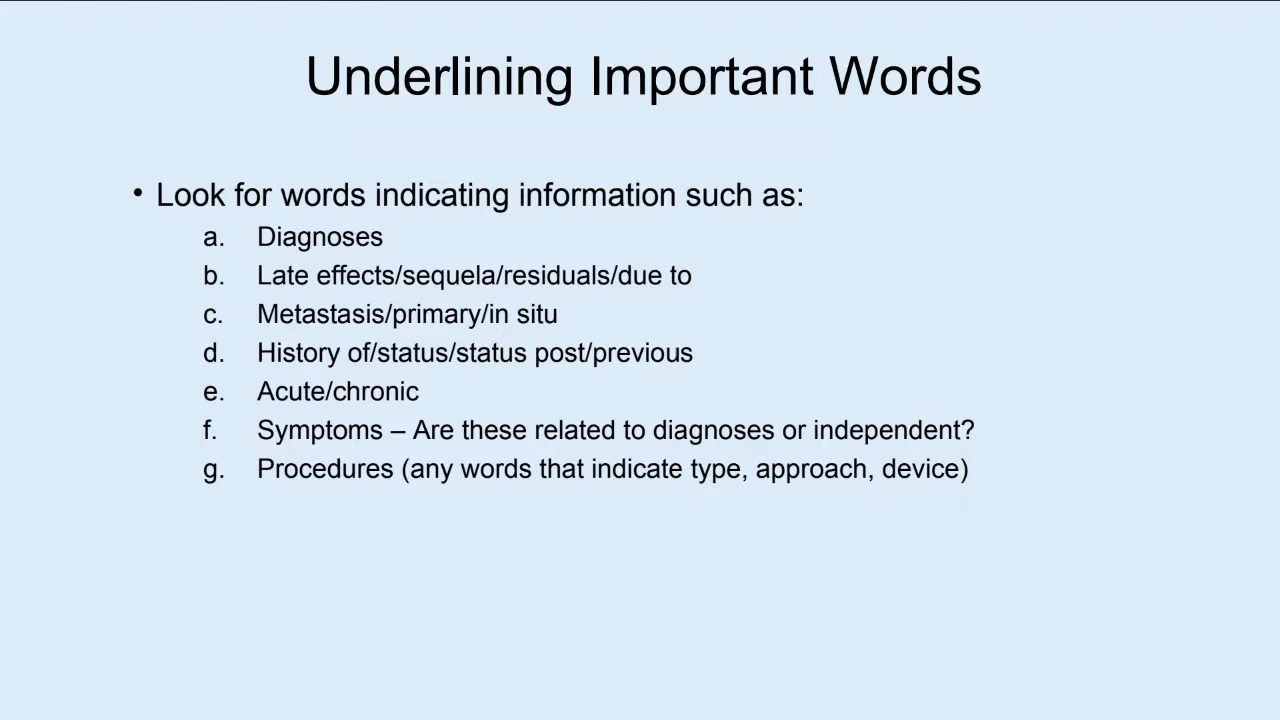 Underlining Important Words
• Look for words indicating information such as:
a. Diagnoses
b. Late effects/sequela/residuals/due to
c. Metastasis/primary/in situ
d. History of/status/status post/previous
e. Acute/chronic
f. Symptoms – Are these related to diagnoses or independent?
g. Procedures (any words that indicate type, approach, device)